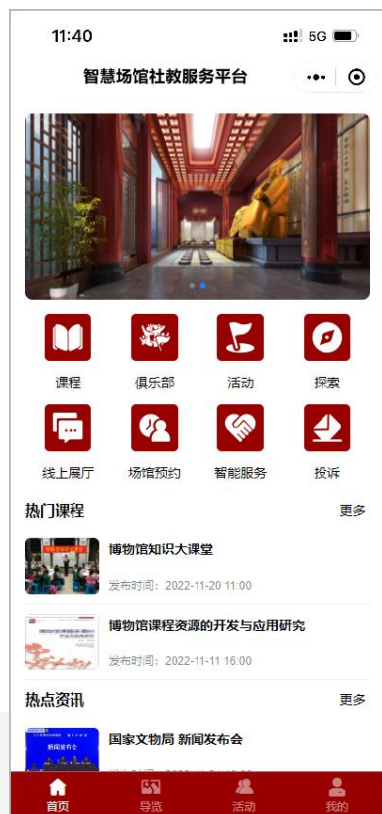 11:40
5G
智慧场馆社教服务平台
课程 俱乐部 活动 探索
线上展厅 场馆预约 智能服务 投诉
热门课程 更多
博物馆知识大课堂
发布时间：2022-11-20 11:00
博物馆课程资源的开发与应用研究
发布时间：2022-11-11 16:00
热点资讯 更多
新闻发布会
国家文物局 新闻发布会
首页 导览 活动 我的